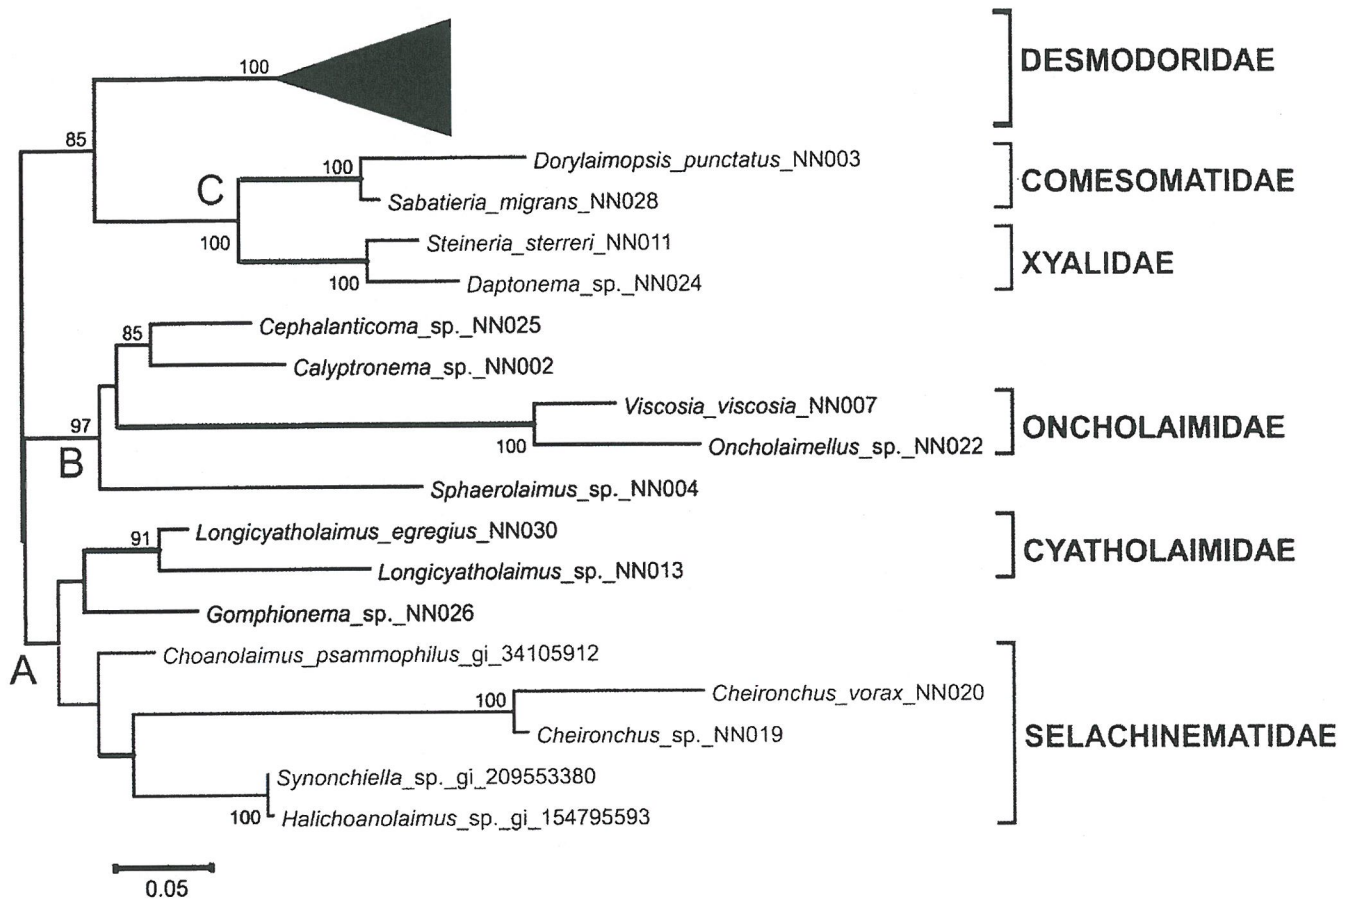 100
DESMODORIDAE
85
100
Dorylaimopsis_punctatus_NN003
C
Sabatieria_migrans_NN028
COMESOMATIDAE
100
Steineria_sterreri_NN011
100
Daptonema_sp._NN024
XYALIDAE
85
Cephalanticoma_sp._NN025
Calyptronema_sp._NN002
97
Viscosia_viscosia_NN007
B
100
Oncholaimellus_sp._NN022
ONCHOLAIMIDAE
Sphaerolaimus_sp._NN004
91
Longicyatholaimus_egregius_NN030
Longicyatholaimus_sp._NN013
CYATHOLAIMIDAE
Gomphionema_sp._NN026
A
Choanolaimus_psammophilus_gi_34105912
100
Cheironchus_vorax_NN020
Cheironchus_sp._NN019
SELACHINEMATIDAE
Synonchiella_sp._gi_209553380
100
Halichoanolaimus_sp._gi_154795593
0.05